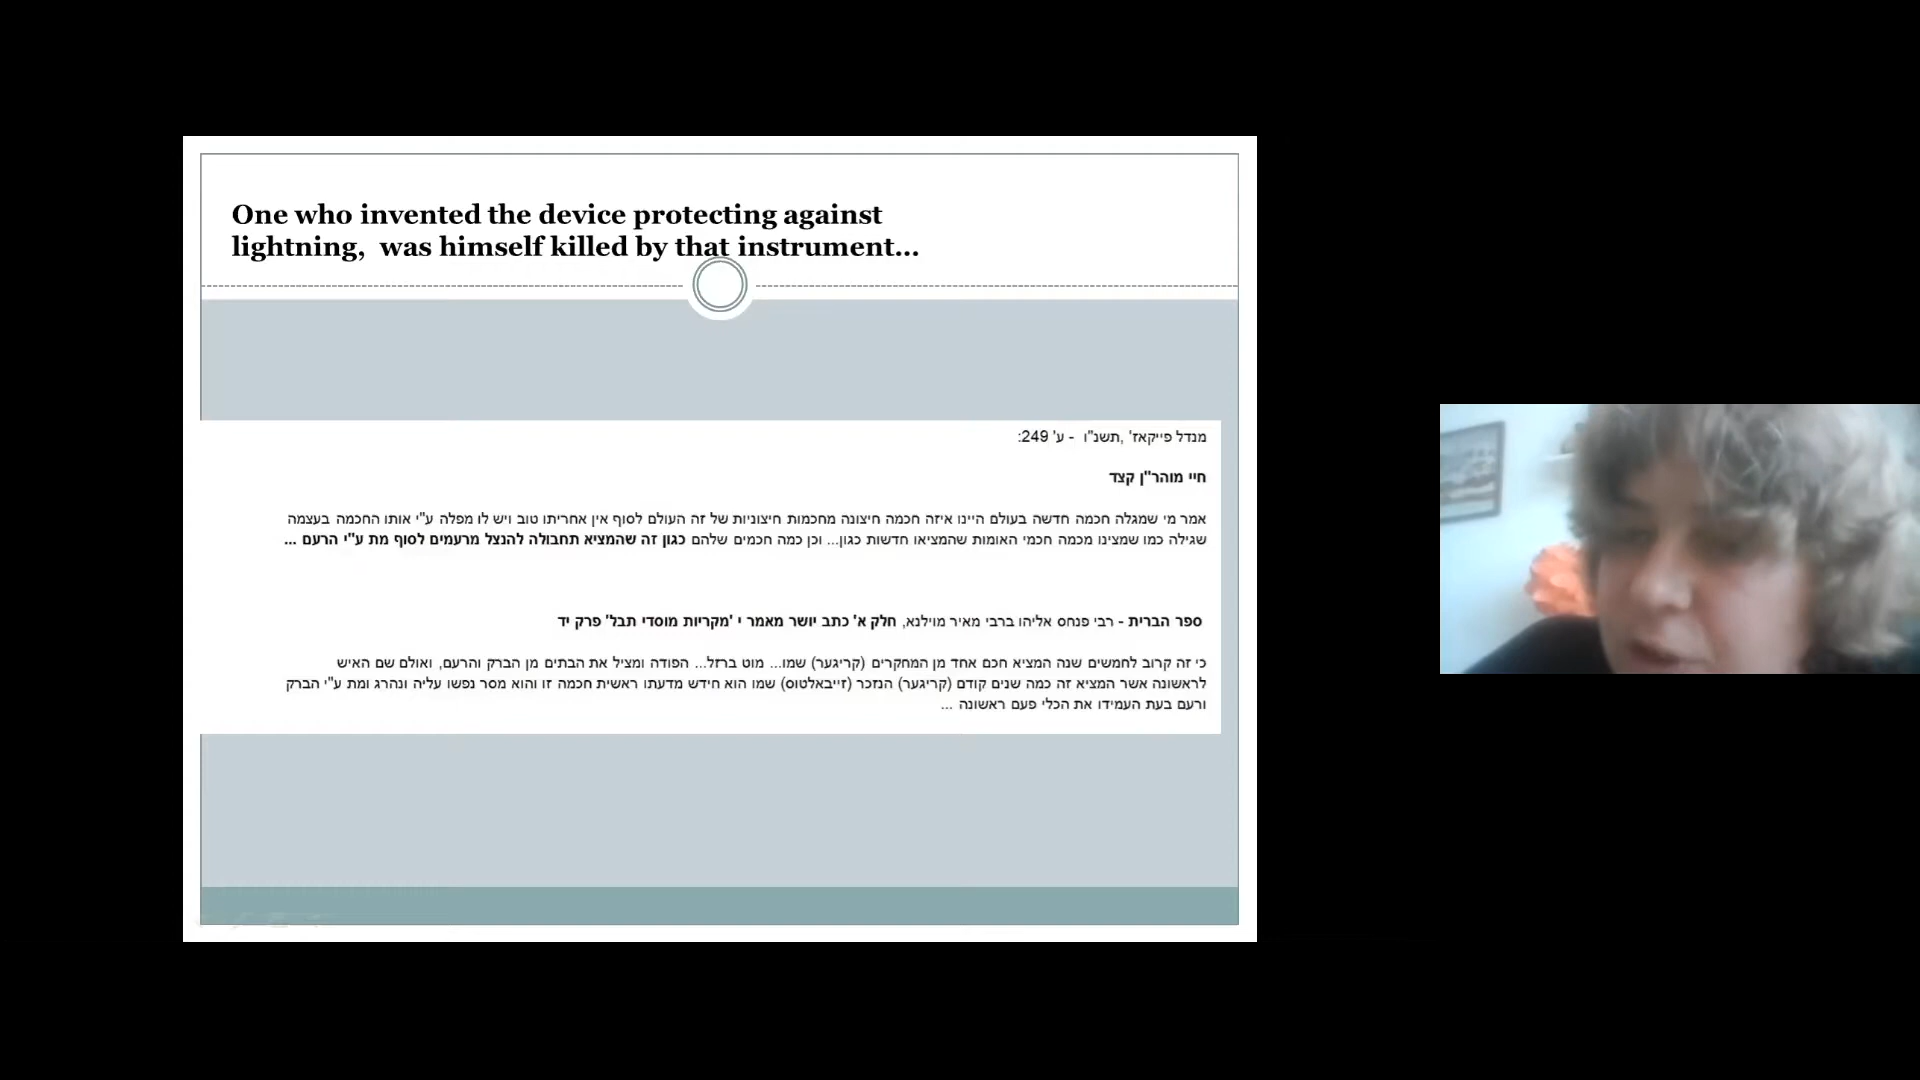 One who invented the device protecting against
lightning, was himself killed by that instrument...
מנדל פייקאז', תשנ"ו - ע' 249:
חיי מוהר"ן קצד
אמר מי שמגלה חכמה חדשה בעולם היינו איזה חכמה חיצונה מחכמות חיצוניות של זה העולם לסוף אין אחריתו טוב ויש לו מפלה ע"י אותו החכמה בעצמה
שגילה כמו שמצינו מכמה חכמי האומות שהמציאו חדשות כגון... וכן כמה חכמים שלהם כגון זה שהמציא תחבולה להנצל מרעמים לסוף מת ע"י הרעם ...
ספר הברית - רבי פנחס אליהו ברבי מאיר מוילנא, חלק א' כתב יושר מאמר י 'מקריות מוסדי תבל' פרק יד
כי זה קרוב לחמשים שנה המציא חכם אחד מן המחקרים (קריגער) שמו... מוט ברזל... הפודה ומציל את הבתים מן הברק והרעם, ואולם שם האיש
לראשונה אשר המציא זה כמה שנים קודם (קריגער) הנזכר (זייבאלטוס) שמו הוא חידש מדעתו ראשית חכמה זו והוא מסר נפשו עליה ונהרג ומת ע"י הברק
ורעם בעת העמידו את הכלי פעם ראשונה ...